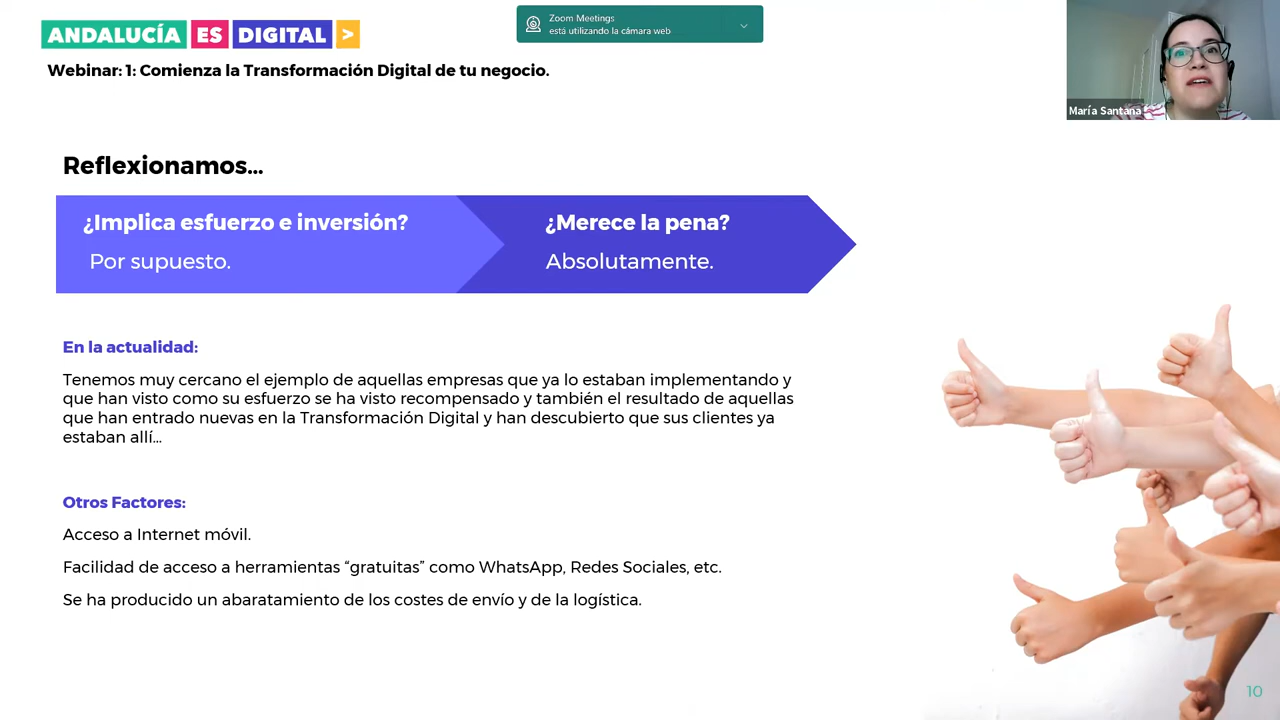 ANDALUCÍA ES DIGITAL >
Zoom Meetings
está utilizando la cámara web
Webinar: 1: Comienza la Transformación Digital de tu negocio.
María Santana
Reflexionamos...
¿Implica esfuerzo e inversión?
Por supuesto.
¿Merece la pena?
Absolutamente.
En la actualidad:
Tenemos muy cercano el ejemplo de aquellas empresas que ya lo estaban implementando y
que han visto como su esfuerzo se ha visto recompensado y también el resultado de aquellas
que han entrado nuevas en la Transformación Digital y han descubierto que sus clientes ya
estaban allí...
Otros Factores:
Acceso a Internet móvil.
Facilidad de acceso a herramientas “gratuitas” como WhatsApp, Redes Sociales, etc.
Se ha producido un abaratamiento de los costes de envío y de la logística.
10